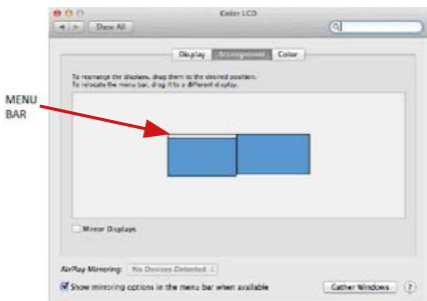 Color LCD
Show All
Display Arrangement Color
To rearrange the displays, drag them to the desired position.
To relocate the menu bar, drag it to a different display.
MENU
BAR
Mirror Displays
AirPlay Mirroring: No Devices Detected
Show mirroring options in the menu bar when available
Gather Windows ?